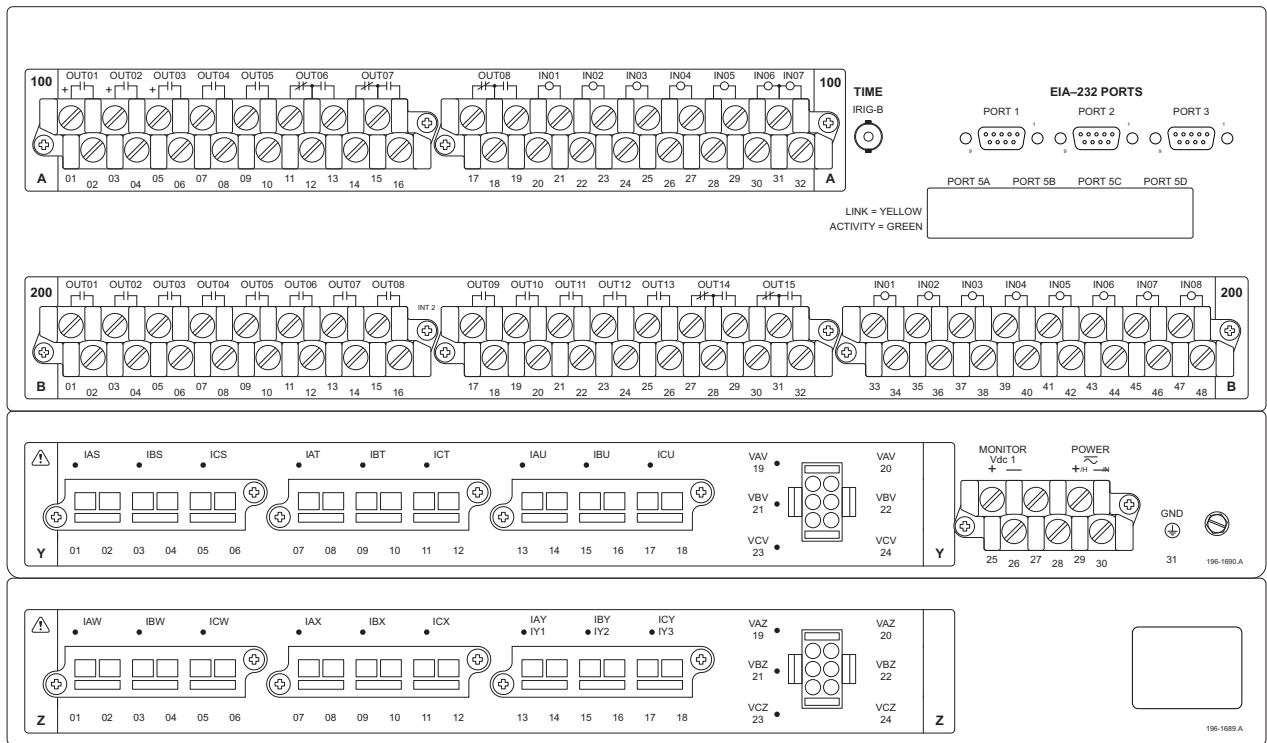 100 OUT01 OUT02 OUT03 OUT04 OUT05 OUT06 OUT07 OUT08 IN01 IN02 IN03 IN04 IN05 IN06 IN07 100
+ + +
A 01 02 03 04 05 06 07 08 09 10 11 12 13 14 15 16 17 18 19 20 21 22 23 24 25 26 27 28 29 30 31 32 A
TIME
IRIG-B
EIA–232 PORTS
PORT 1 PORT 2 PORT 3
1 1 1
9 9 9
PORT 5A PORT 5B PORT 5C PORT 5D
LINK = YELLOW
ACTIVITY = GREEN
200 OUT01 OUT02 OUT03 OUT04 OUT05 OUT06 OUT07 OUT08 OUT09 OUT10 OUT11 OUT12 OUT13 OUT14 OUT15 IN01 IN02 IN03 IN04 IN05 IN06 IN07 IN08 200
INT 2
B 01 02 03 04 05 06 07 08 09 10 11 12 13 14 15 16 17 18 19 20 21 22 23 24 25 26 27 28 29 30 31 32 33 34 35 36 37 38 39 40 41 42 43 44 45 46 47 48 B
IAS IBS ICS IAT IBT ICT IAU IBU ICU
VAV VAV
19 20
VBV VBV
21 22
VCV VCV
23 24
Y 01 02 03 04 05 06 07 08 09 10 11 12 13 14 15 16 17 18 Y
MONITOR POWER
Vdc 1
+ — +/H —/N
25 26 27 28 29 30
GND
31
196-1690.A
IAW IBW ICW IAX IBX ICX IAY IBY ICY
IY1 IY2 IY3
VAZ VAZ
19 20
VBZ VBZ
21 22
VCZ VCZ
23 24
Z 01 02 03 04 05 06 07 08 09 10 11 12 13 14 15 16 17 18 Z
196-1689.A